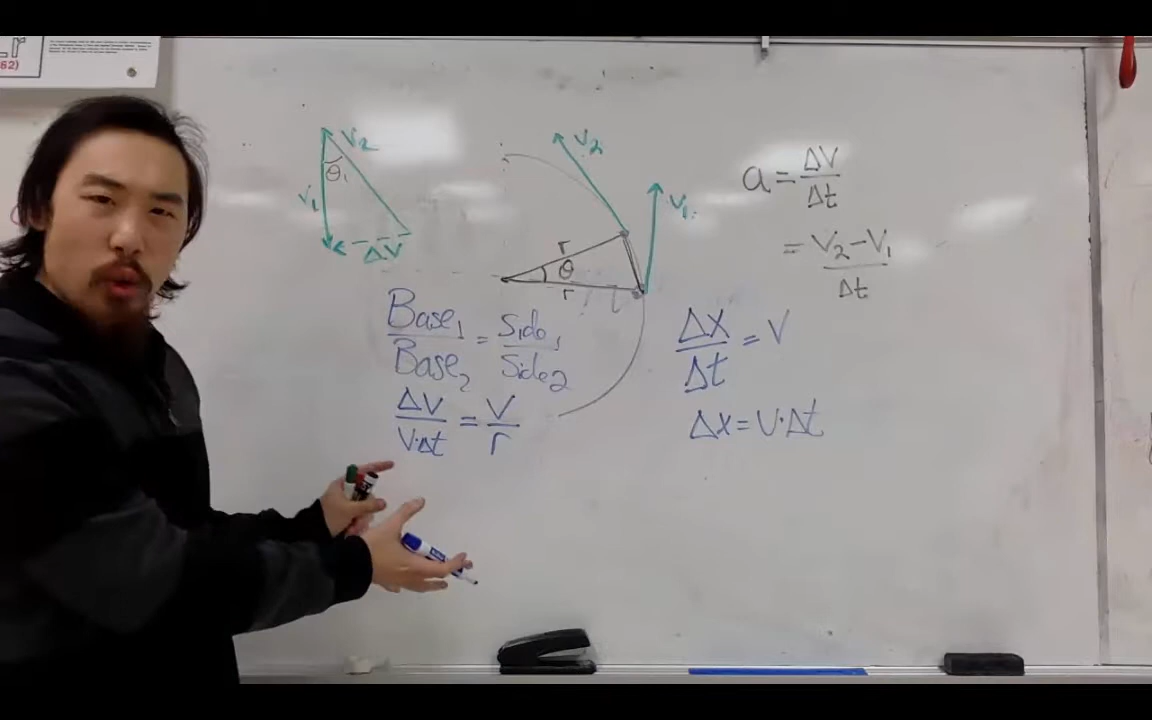 62)
V₂
θ₁
V₁
ΔV
V₂.
V₁.
r
θ
r
a = ΔV/Δt
= V₂-V₁/Δt
Base₁/Base₂ = Side₁/Side₂
ΔV/V·Δt = V/r
ΔX/Δt = V
ΔX = V·Δt